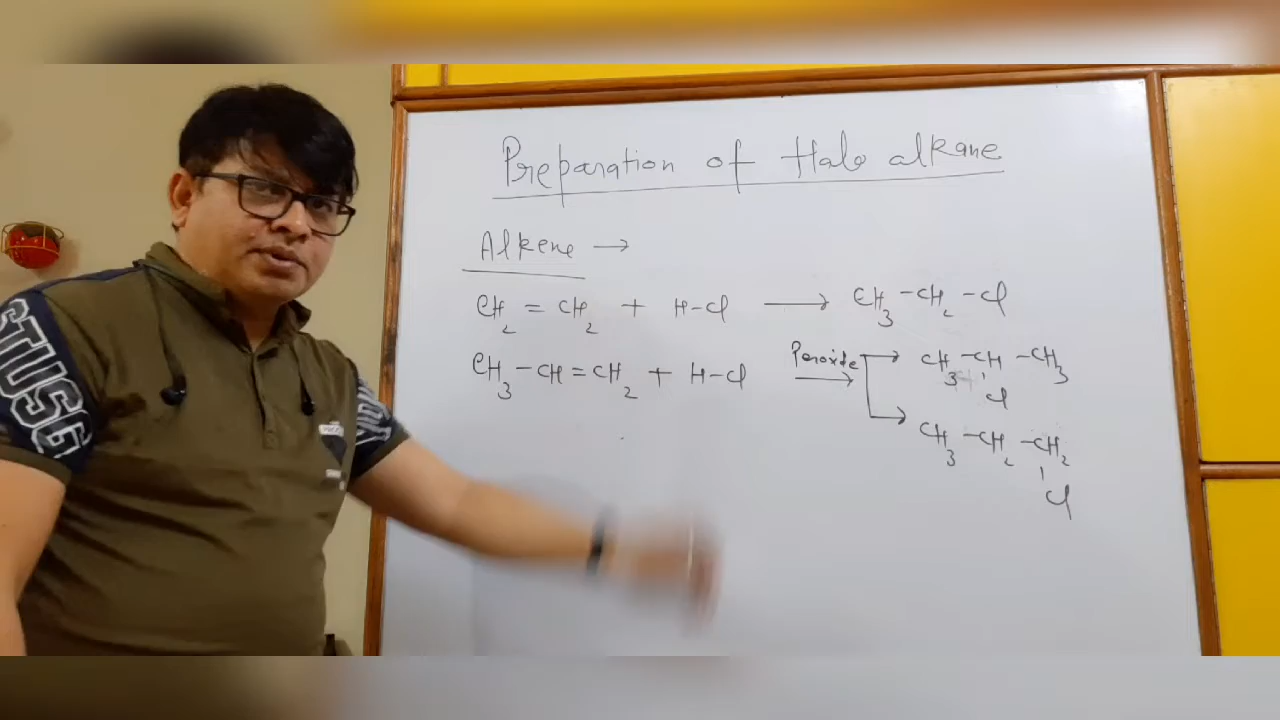 Preparation of Halo alkane
Alkene →
CH₂ = CH₂ + H-Cl → CH₃-CH₂-Cl
CH₃-CH=CH₂ + H-Cl Peroxide → CH₃-CH-CH₃
Cl
CH₃-CH₂-CH₂
Cl
STUSG